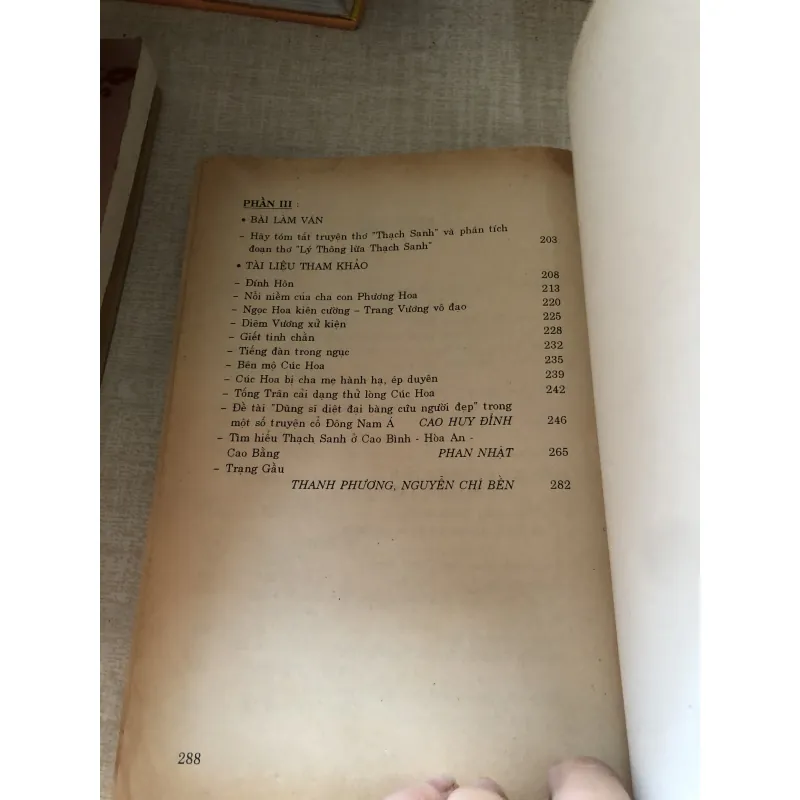 PHẦN III :
• BÀI LÀM VĂN
– Hãy tóm tắt truyện thơ "Thạch Sanh" và phân tích
đoạn thơ "Lý Thông lừa Thạch Sanh" 203
• TÀI LIỆU THAM KHẢO
– Đính Hôn 208
– Nỗi niềm của cha con Phương Hoa 213
– Ngọc Hoa kiên cường – Trang Vương vô đạo 220
– Diêm Vương xử kiện 225
– Giết tinh chằn 228
– Tiếng đàn trong ngục 232
– Bên mộ Cúc Hoa 235
– Cúc Hoa bị cha mẹ hành hạ, ép duyên 239
– Tống Trân cải dạng thử lòng Cúc Hoa 242
– Đề tài "Dũng sĩ diệt đại bàng cứu người đẹp" trong
một số truyện cổ Đông Nam Á CAO HUY ĐỈNH 246
– Tìm hiểu Thạch Sanh ở Cao Bình - Hòa An -
Cao Bằng PHAN NHẬT 265
– Trạng Gầu
THANH PHƯƠNG, NGUYỄN CHÍ BỀN 282
288